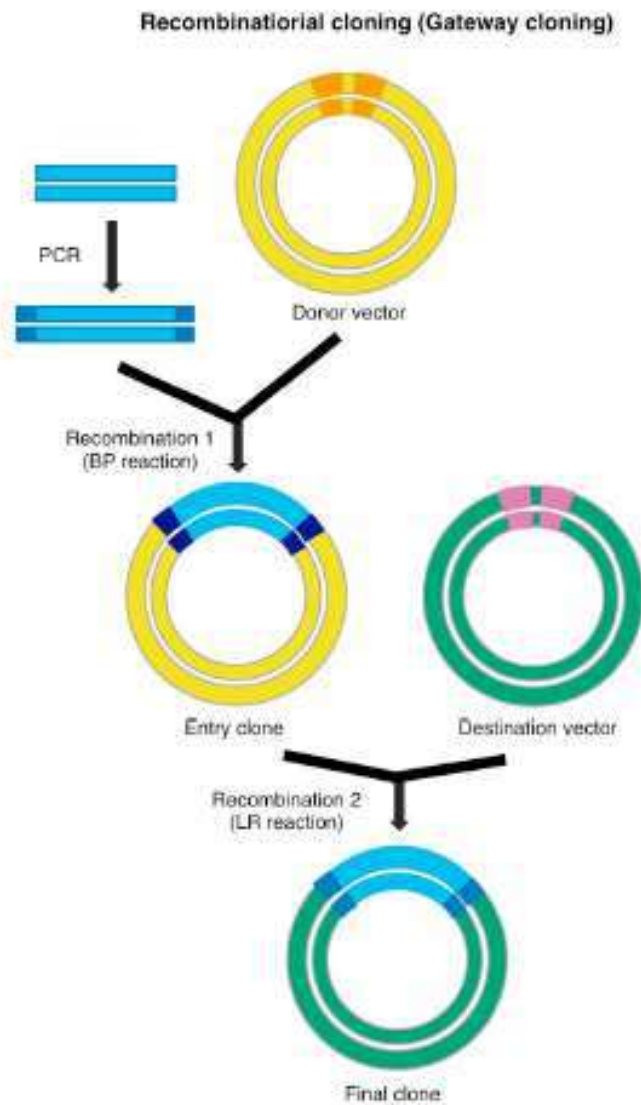 Recombinatiorial cloning (Gateway cloning)
PCR
Donor vector
Recombination 1
(BP reaction)
Entry clone
Destination vector
Recombination 2
(LR reaction)
Final clone